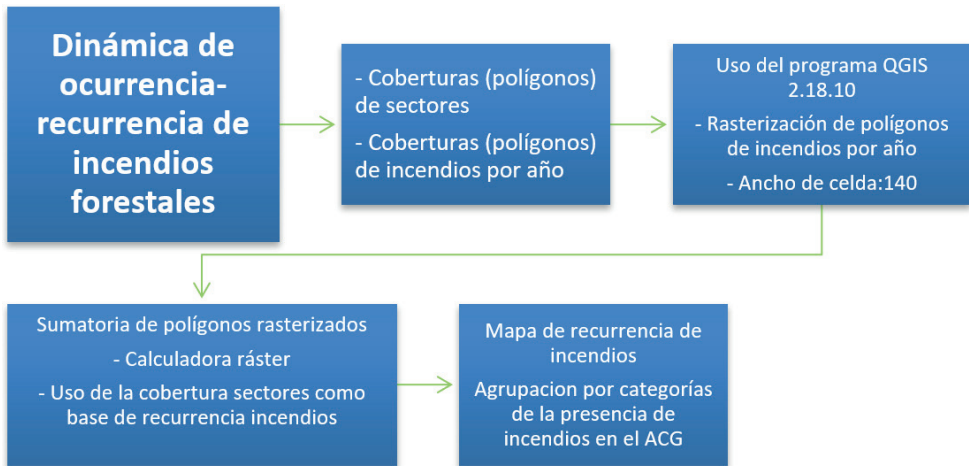 Dinámica de
ocurrencia-
recurrencia de
incendios
forestales
- Coberturas (polígonos)
de sectores
- Coberturas (polígonos)
de incendios por año
Uso del programa QGIS
2.18.10
- Rasterización de polígonos
de incendios por año
- Ancho de celda:140
Sumatoria de polígonos rasterizados
- Calculadora ráster
- Uso de la cobertura sectores como
base de recurrencia incendios
Mapa de recurrencia de
incendios
Agrupacion por categorías
de la presencia de
incendios en el ACG